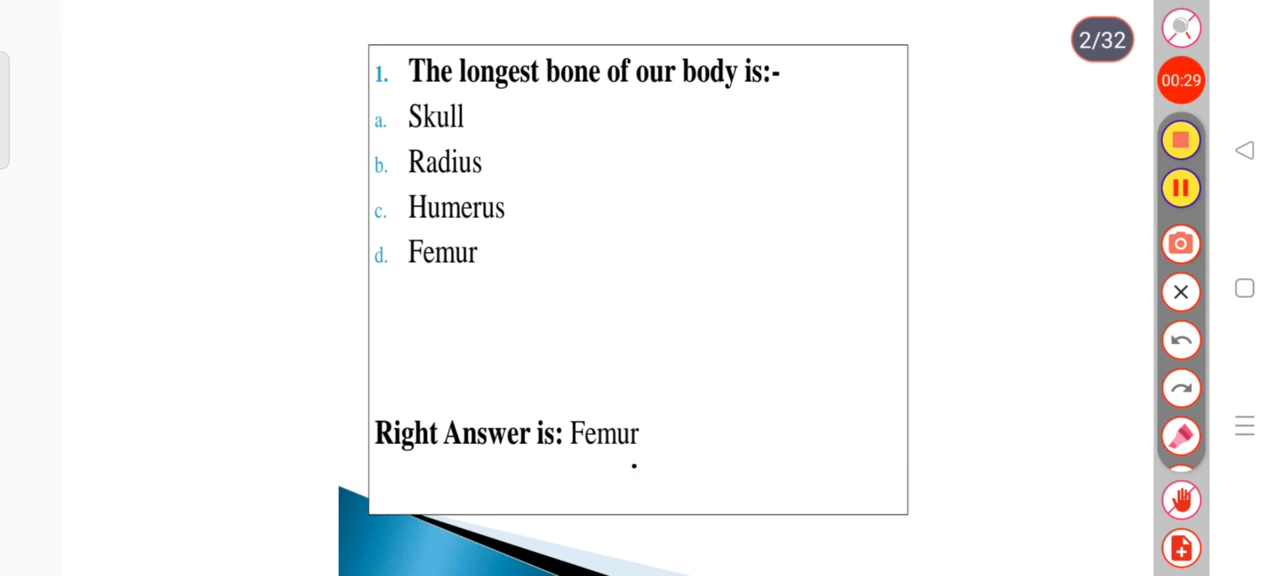 2/32
00:29
1. The longest bone of our body is:-
a. Skull
b. Radius
c. Humerus
d. Femur
Right Answer is: Femur